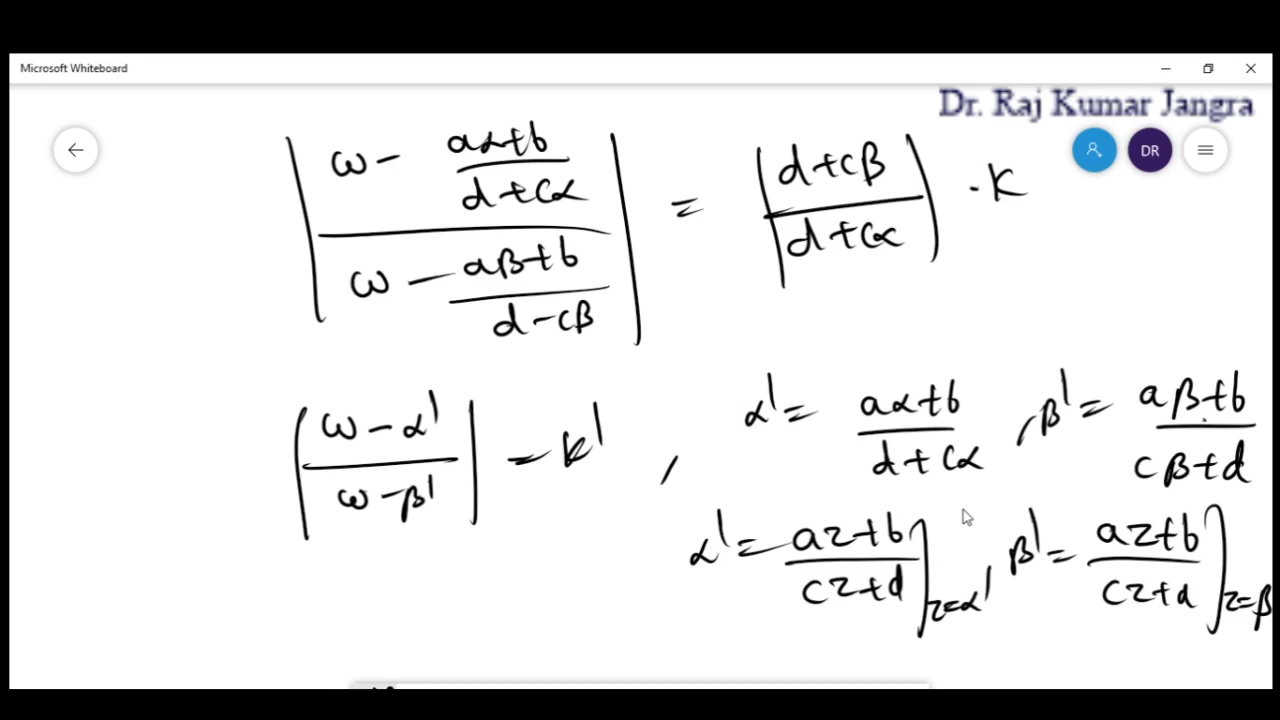 Microsoft Whiteboard
Dr. Raj Kumar Jangra
DR
| (ω − (aα+b)/(d+cα)) / (ω − (aβ+b)/(d−cβ)) | = | (d+cβ)/(d+cα) | . K
| (ω − α')/(ω − β') | = k' , α' = (aα+b)/(d+cα) , β' = (aβ+b)/(cβ+d)
α' = (az+b)/(cz+d) ]z=α' β' = (az+b)/(cz+d) ]z=β